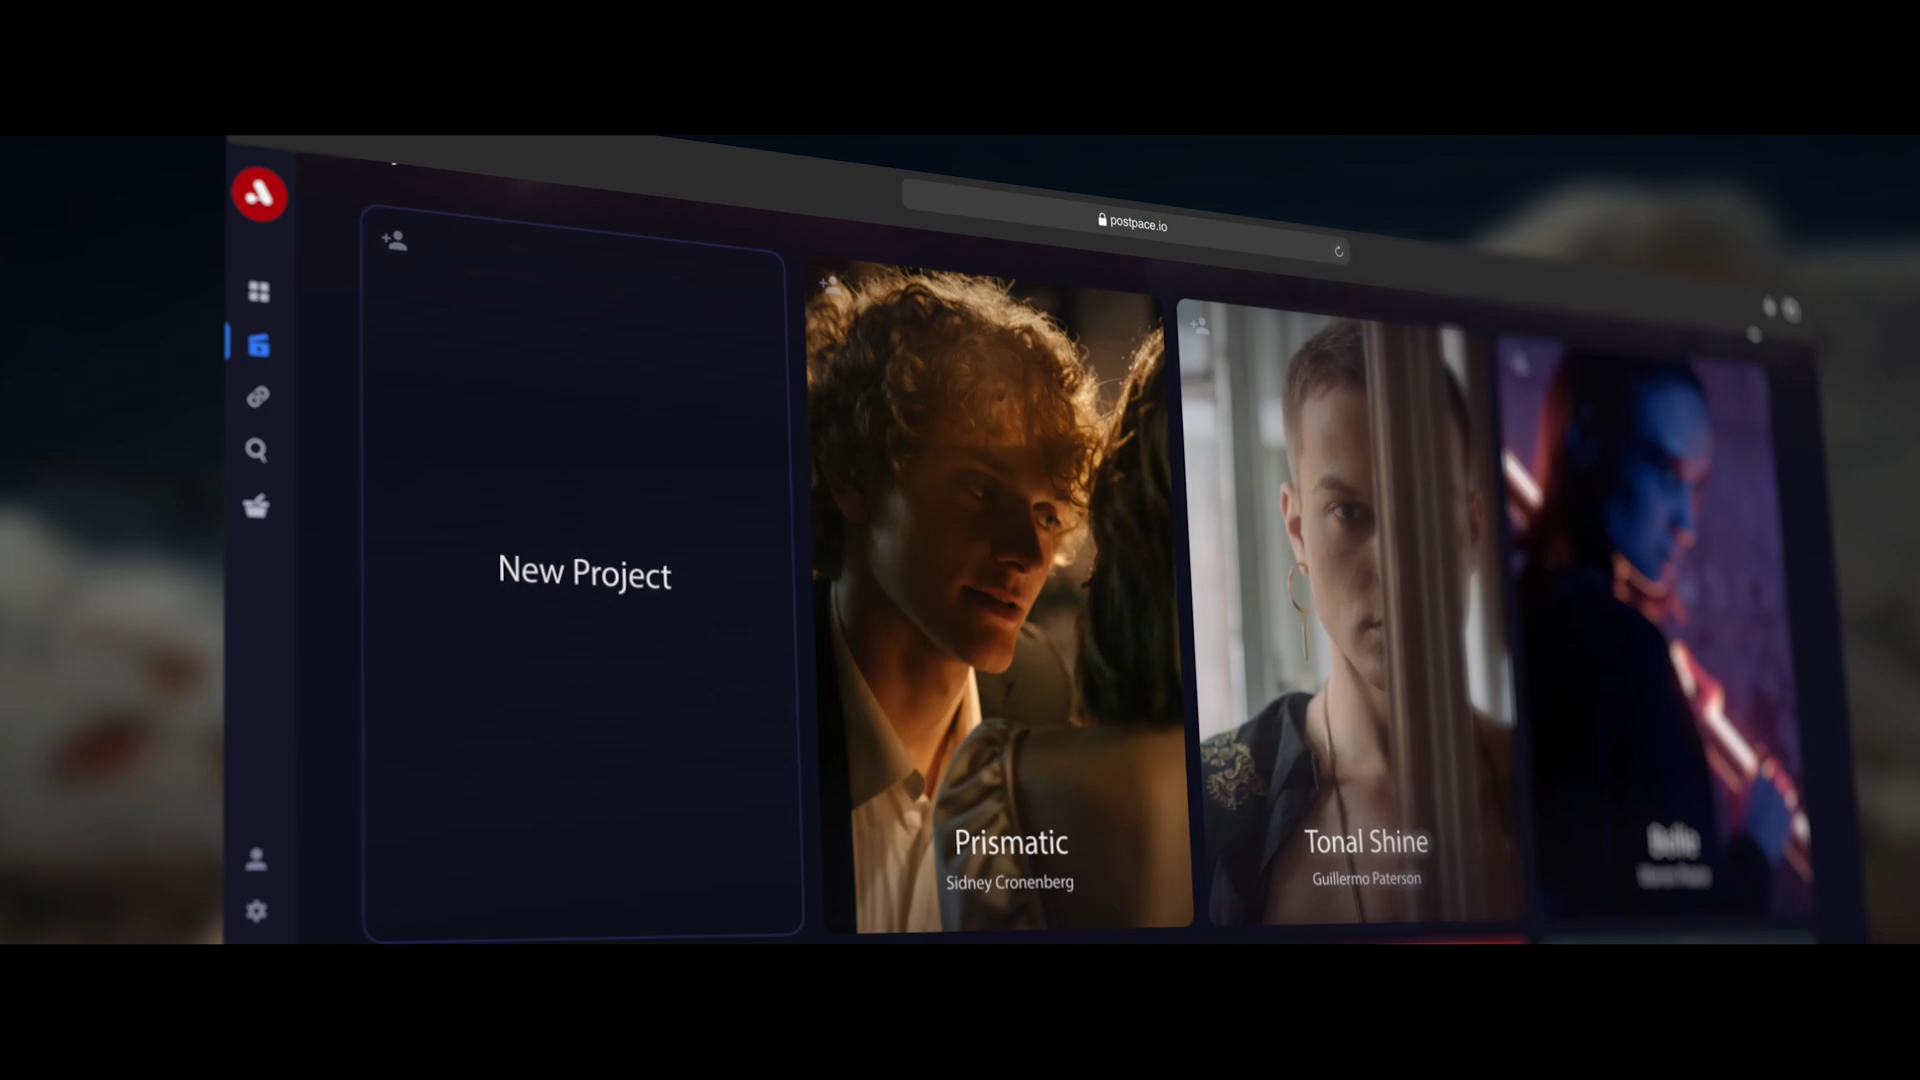 postpace.io
New Project
Prismatic
Sidney Cronenberg
Tonal Shine
Guillermo Paterson